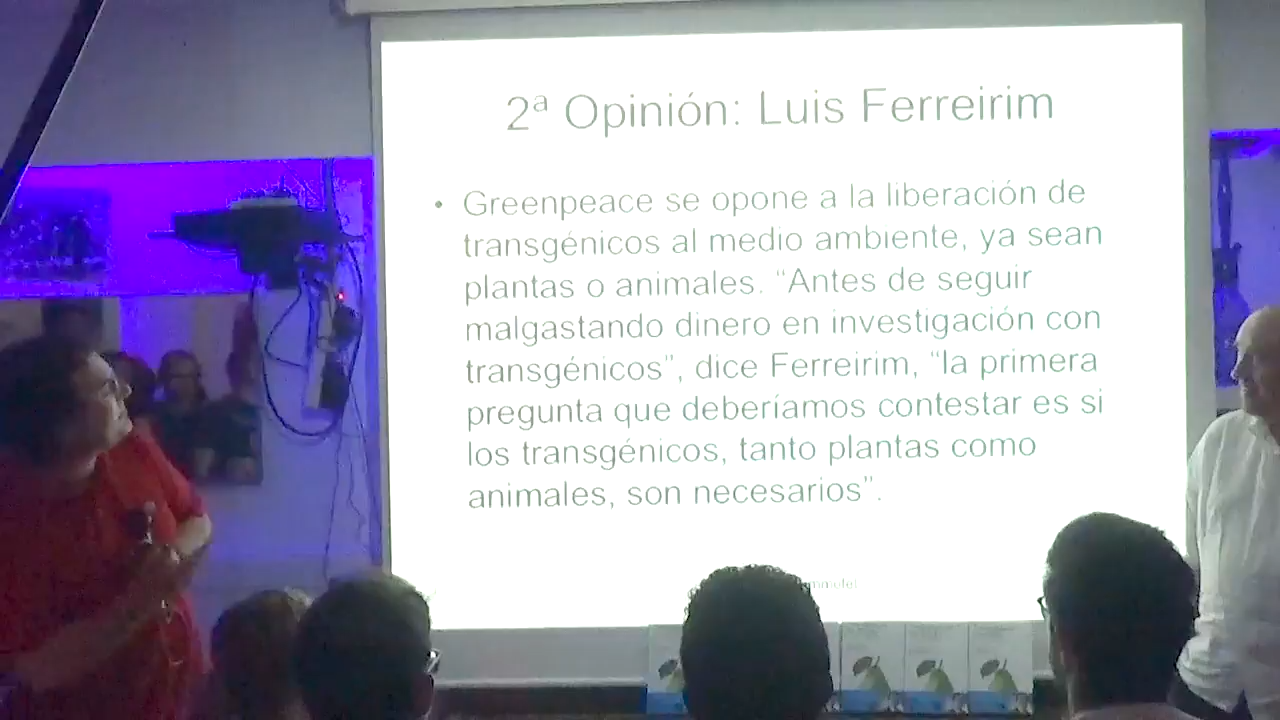 2ª Opinión: Luis Ferreirim
• Greenpeace se opone a la liberación de
transgénicos al medio ambiente, ya sean
plantas o animales. “Antes de seguir
malgastando dinero en investigación con
transgénicos”, dice Ferreirim, “la primera
pregunta que deberíamos contestar es si
los transgénicos, tanto plantas como
animales, son necesarios”.